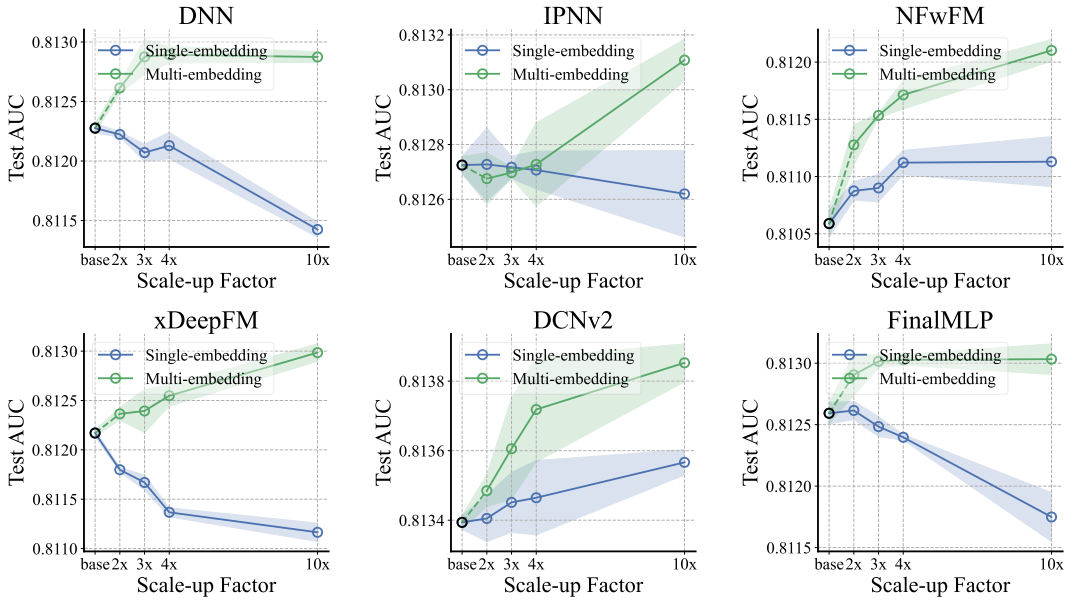 DNN
Test AUC
0.8130
0.8125
0.8120
0.8115
Single-embedding
Multi-embedding
base 2x 3x 4x 10x
Scale-up Factor
IPNN
Test AUC
0.8132
0.8130
0.8128
0.8126
Single-embedding
Multi-embedding
base 2x 3x 4x 10x
Scale-up Factor
NFwFM
Test AUC
0.8120
0.8115
0.8110
0.8105
Single-embedding
Multi-embedding
base 2x 3x 4x 10x
Scale-up Factor
xDeepFM
Test AUC
0.8130
0.8125
0.8120
0.8115
0.8110
Single-embedding
Multi-embedding
base 2x 3x 4x 10x
Scale-up Factor
DCNv2
Test AUC
0.8138
0.8136
0.8134
Single-embedding
Multi-embedding
base 2x 3x 4x 10x
Scale-up Factor
FinalMLP
Test AUC
0.8130
0.8125
0.8120
0.8115
Single-embedding
Multi-embedding
base 2x 3x 4x 10x
Scale-up Factor